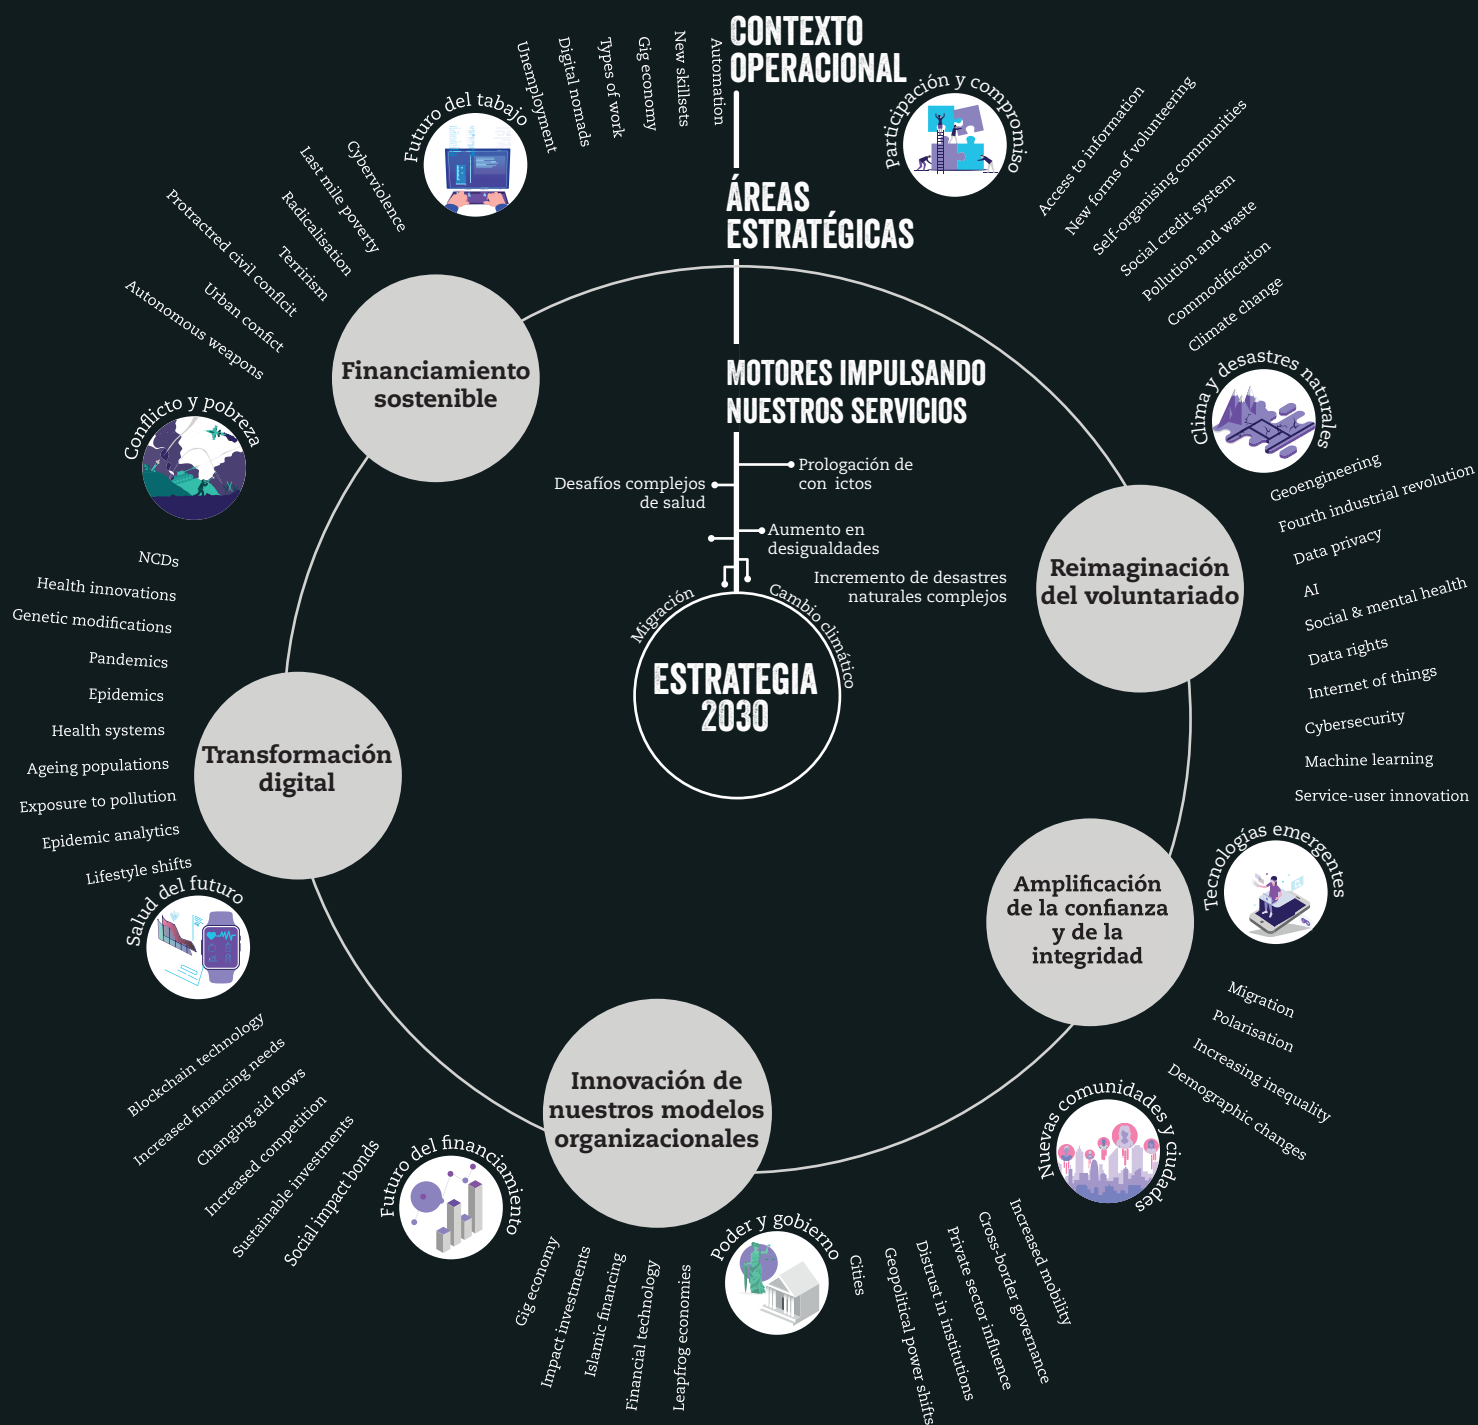 CONTEXTO
OPERACIONAL
ÁREAS
ESTRATÉGICAS
MOTORES IMPULSANDO
NUESTROS SERVICIOS
Prologación de
con ictos
Desafíos complejos
de salud
Aumento en
desigualdades
Incremento de desastres
naturales complejos
Migración
Cambio climático
ESTRATEGIA
2030
Financiamiento
sostenible
Reimaginación
del voluntariado
Amplificación
de la confianza
y de la
integridad
Innovación de
nuestros modelos
organizacionales
Transformación
digital
Participación y compromiso
Access to information
New forms of volunteering
Self-organising communities
Social credit system
Pollution and waste
Commodification
Climate change
Clima y desastres naturales
Geoengineering
Fourth industrial revolution
Data privacy
AI
Social & mental health
Data rights
Internet of things
Cybersecurity
Machine learning
Service-user innovation
Tecnologías emergentes
Migration
Polarisation
Increasing inequality
Demographic changes
Nuevas comunidades y ciudades
Increased mobility
Cross-border governance
Private sector influence
Distrust in institutions
Geopolitical power shifts
Cities
Poder y gobierno
Leapfrog economies
Financial technology
Islamic financing
Impact investments
Gig economy
Futuro del financiamiento
Social impact bonds
Sustainable investments
Increased competition
Changing aid flows
Increased financing needs
Blockchain technology
Salud del futuro
Lifestyle shifts
Epidemic analytics
Exposure to pollution
Ageing populations
Health systems
Epidemics
Pandemics
Genetic modifications
Health innovations
NCDs
Conflicto y pobreza
Autonomous weapons
Urban confict
Protractred civil conflcit
Terrirism
Radicalisation
Last mile poverty
Cyberviolence
Futuro del tabajo
Unemployment
Digital nomads
Types of work
Gig economy
New skillsets
Automation